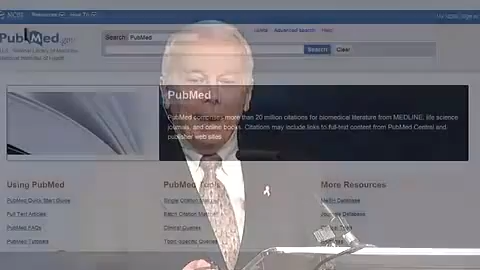 NCBI Resources How To
PubMed.gov
Search: PubMed
Home Advanced search Help
Search Clear
PubMed
PubMed comprises more than 20 million citations for biomedical literature from MEDLINE, life science
journals, and online books. Citations may include links to full-text content from PubMed Central and
publisher web sites.
Using PubMed
PubMed Quick Start Guide
Full Text Articles
PubMed FAQs
PubMed Tutorials
PubMed Tools
Single Citation
Batch Citation
Clinical Queries
Topic-Specific Queries
More Resources
MeSH Database
Database
Clinical Trials